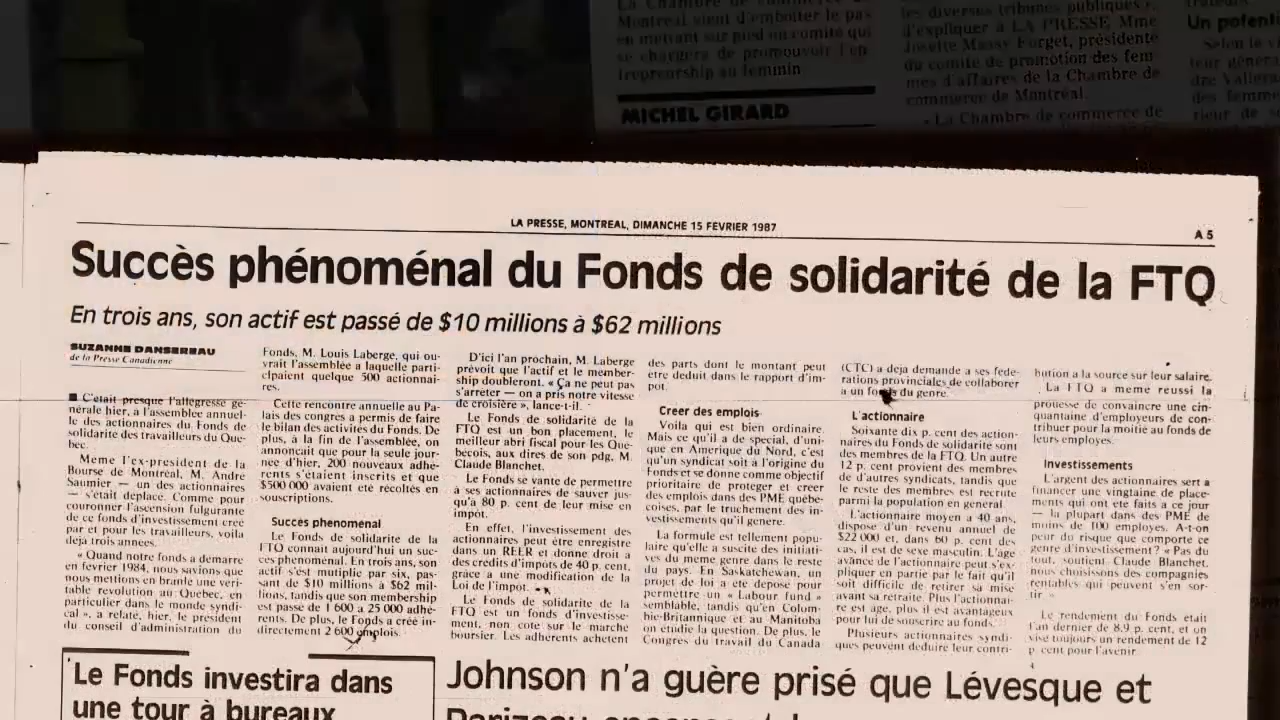 La Chambre de commerce de
Montréal vient d'emboîter le pas
en mettant sur pied un comité qui
se chargera de promouvoir l'en-
trepreneurship au féminin
MICHEL GIRARD
les diverses tribunes publiques»,
d'expliquer à LA PRESSE Mme
Josette Massy Forget, présidente
du comité de promotion des fem-
mes d'affaires de la Chambre de
commerce de Montréal.
«La Chambre de commerce de
Un potenti
Selon le v
leur génér
dre Vallera
des femme
rieur de
LA PRESSE, MONTREAL, DIMANCHE 15 FEVRIER 1987
A 5
Succès phénoménal du Fonds de solidarité de la FTQ
En trois ans, son actif est passé de $10 millions à $62 millions
SUZANNE DANSEREAU
de la Presse Canadienne
■ C'était presque l'allégresse gé-
nérale hier, à l'assemblée annuel-
le des actionnaires du Fonds de
solidarité des travailleurs du Qué-
bec.
Même l'ex-président de la
Bourse de Montréal, M. André
Saumier — un des actionnaires
— s'était déplacé. Comme pour
couronner l'ascension fulgurante
de ce fonds d'investissement créé
par et pour les travailleurs, voilà
déjà trois années.
« Quand notre fonds a démarré
en février 1984, nous savions que
nous mettions en branle une véri-
table révolution au Québec, en
particulier dans le monde syndi-
cal », a relaté, hier, le président
du conseil d'administration du
Fonds, M. Louis Laberge, qui ou-
vrait l'assemblée à laquelle parti-
cipaient quelque 500 actionnai-
res.
Cette rencontre annuelle au Pa-
lais des congrès a permis de faire
le bilan des activités du Fonds. De
plus, à la fin de l'assemblée, on
annonçait que pour la seule jour-
née d'hier, 200 nouveaux adhé-
rents s'étaient inscrits et que
$500 000 avaient été récoltés en
souscriptions.
Succès phénoménal
Le Fonds de solidarité de la
FTQ connaît aujourd'hui un suc-
cès phénoménal. En trois ans, son
actif s'est multiplié par six, pas-
sant de $10 millions à $62 mil-
lions, tandis que son membership
est passé de 1 600 à 25 000 adhé-
rents. De plus, le Fonds a créé in-
directement 2 600 emplois.
D'ici l'an prochain, M. Laberge
prévoit que l'actif et le member-
ship doubleront. « Ça ne peut pas
s'arrêter — on a pris notre vitesse
de croisière », lance-t-il.
Le Fonds de solidarité de la
FTQ est un bon placement, le
meilleur abri fiscal pour les Qué-
bécois, aux dires de son pdg, M.
Claude Blanchet.
Le Fonds se vante de permettre
à ses actionnaires de sauver jus-
qu'à 80 p. cent de leur mise en
impôt.
En effet, l'investissement des
actionnaires peut être enregistré
dans un REER et donne droit à
des crédits d'impôts de 40 p. cent,
grâce à une modification de la
Loi de l'impôt.
Le Fonds de solidarité de la
FTQ est un fonds d'investisse-
ment, non coté sur le marché
boursier. Les adhérents achètent
des parts dont le montant peut
être déduit dans le rapport d'im-
pôt.
Créer des emplois
Voilà qui est bien ordinaire.
Mais ce qu'il a de spécial, d'uni-
que en Amérique du Nord, c'est
qu'un syndicat soit à l'origine du
Fonds et se donne comme objectif
prioritaire de protéger et créer
des emplois dans des PME québé-
coises, par le truchement des in-
vestissements qu'il génère.
La formule est tellement popu-
laire qu'elle a suscité des initiati-
ves du même genre dans le reste
du pays. En Saskatchewan, un
projet de loi a été déposé pour
permettre un « Labour fund »
semblable, tandis qu'en Colom-
bie-Britannique et au Manitoba
on étudie la question. De plus, le
Congrès du travail du Canada
(CTC) a déjà demandé à ses fédé-
rations provinciales de collaborer
à un fonds du genre.
L'actionnaire
Soixante dix p. cent des action-
naires du Fonds de solidarité sont
des membres de la FTQ. Un autre
12 p. cent provient des membres
de d'autres syndicats, tandis que
le reste des membres est recruté
parmi la population en général.
L'actionnaire moyen a 40 ans,
dispose d'un revenu annuel de
$22 000 et, dans 60 p. cent des
cas, il est de sexe masculin. L'âge
avancé de l'actionnaire peut s'ex-
pliquer en partie par le fait qu'il
soit difficile de retirer sa mise
avant sa retraite. Plus l'actionnai-
re est âgé, plus il est avantageux
pour lui de souscrire au fonds.
Plusieurs actionnaires syndi-
qués peuvent déduire leur contri-
bution à la source sur leur salaire.
La FTQ a même réussi la
prouesse de convaincre une cin-
quantaine d'employeurs de con-
tribuer pour la moitié au fonds de
leurs employés.
Investissements
L'argent des actionnaires sert à
financer une vingtaine de place-
ments qui ont été faits à ce jour
— la plupart dans des PME de
moins de 100 employés. A-t-on
peur du risque que comporte ce
genre d'investissement? « Pas du
tout, soutient Claude Blanchet,
nous choisissons des compagnies
rentables qui peuvent s'en sor-
tir »
Le rendement du Fonds était
l'an dernier de 8,9 p. cent, et on
vise toujours un rendement de 12
p. cent pour l'avenir.
Le Fonds investira dans
une tour à bureaux
Johnson n'a guère prisé que Lévesque et